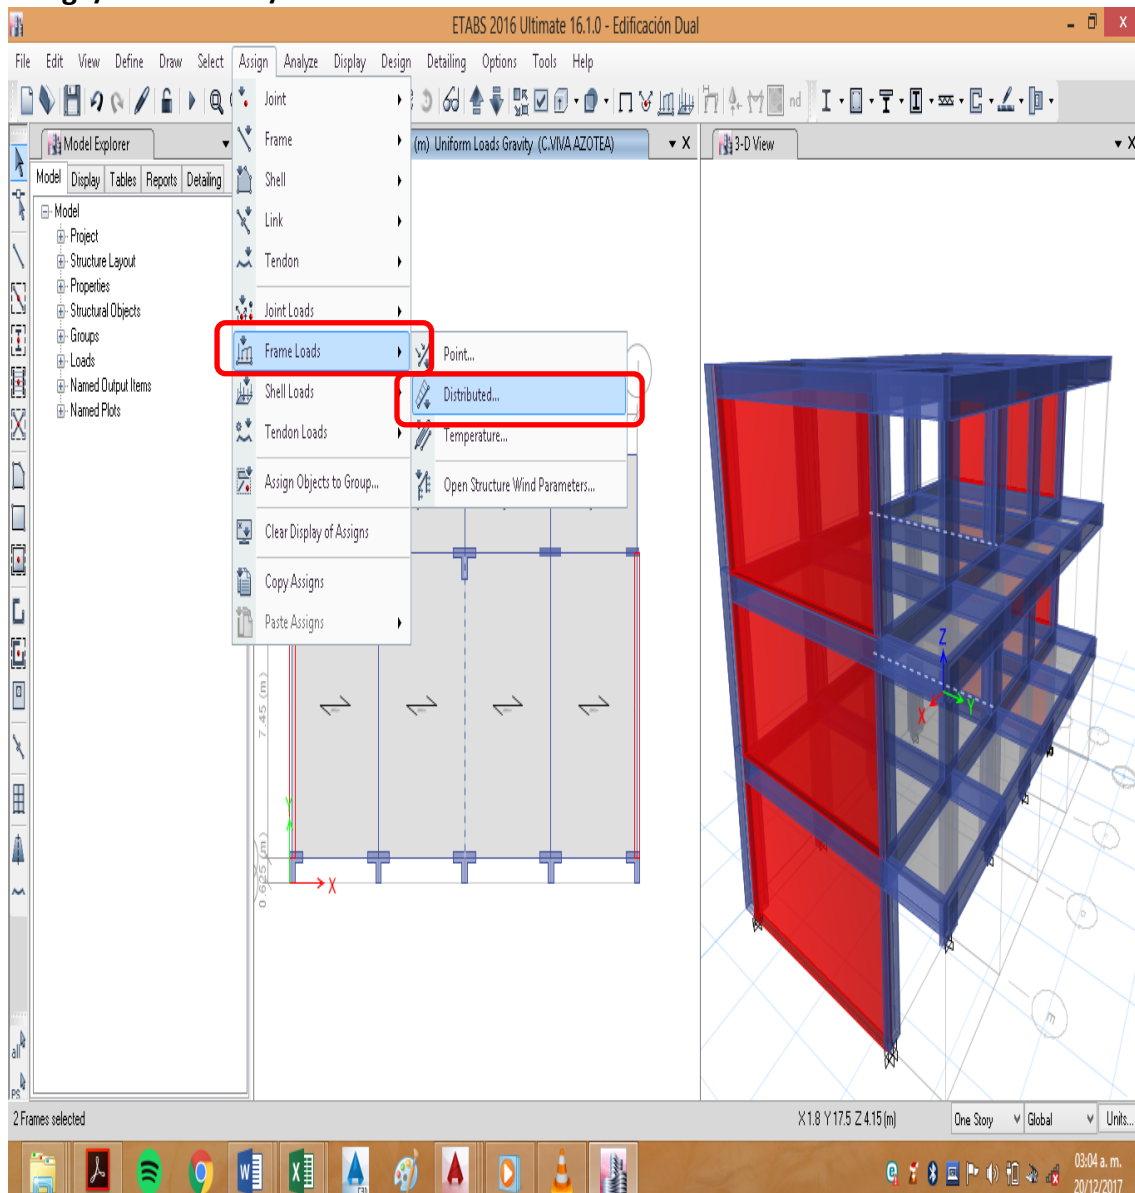 ETABS 2016 Ultimate 16.1.0 - Edificación Dual
File Edit View Define Draw Select Assign Analyze Display Design Detailing Options Tools Help
nd
Model Explorer
(m) Uniform Loads Gravity (C.VIVA AZOTEA)
3-D View
Model Display Tables Reports Detailing
Model
Project
Structure Layout
Properties
Structural Objects
Groups
Loads
Named Output Items
Named Plots
Joint
Frame
Shell
Link
Tendon
Joint Loads
Frame Loads
Shell Loads
Tendon Loads
Assign Objects to Group...
Clear Display of Assigns
Copy Assigns
Paste Assigns
Point...
Distributed...
Temperature...
Open Structure Wind Parameters...
7.45 (m)
0.625 (m)
Y
X
Z
X
Y
all
PS
2 Frames selected
X 1.8 Y 17.5 Z 4.15 (m)
One Story
Global
Units...
03:04 a. m.
20/12/2017